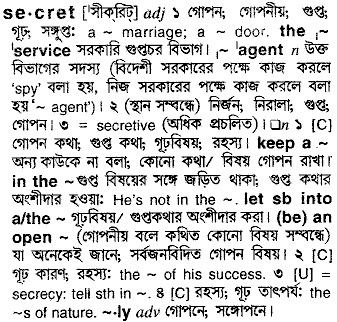 se·cret ['সীকরিট্] adj ১ গোপন; গোপনীয়, গুপ্ত;
গূঢ়, সঙ্গুপ্ত: a ~ marriage; a ~ door. the ˌ~
'service সরকারি গুপ্তচর বিভাগ। ˌ~ 'agent n উক্ত
বিভাগের সদস্য (বিদেশী সরকারের পক্ষে কাজ করলে
'spy' বলা হয়, নিজ সরকারের পক্ষে কাজ করলে বলা
হয় '~ agent')। ২ (স্থান সম্বন্ধে) নির্জন; নিরালা; গুপ্ত;
গোপন। ৩ = secretive (অধিক প্রচলিত)। □n ১ [C]
গোপন কথা; গুপ্ত কথা; গূঢ়বিষয়; রহস্য। keep a ~
অন্য কাউকে না বলা; কোনো কথা/ বিষয় গোপন রাখা।
in the ~ গুপ্ত বিষয়ের সঙ্গে জড়িত থাকা; গুপ্ত কথার
অংশীদার হওয়া: He's not in the ~. let sb into
a/the ~ গূঢ়বিষয়/ গুপ্তকথার অংশীদার করা। (be) an
open ~ (গোপনীয় বলে কথিত কোনো বিষয় সম্বন্ধে)
যা অনেকেই জানে; সর্বজনবিদিত গোপন বিষয়। ২ [C]
গূঢ় কারণ; রহস্য: the ~ of his success. ৩ [U] =
secrecy: tell sth in ~. ৪ [C] রহস্য; গূঢ় তাৎপর্য: the
~s of nature. ~·ly adv গোপনে; সঙ্গোপনে।